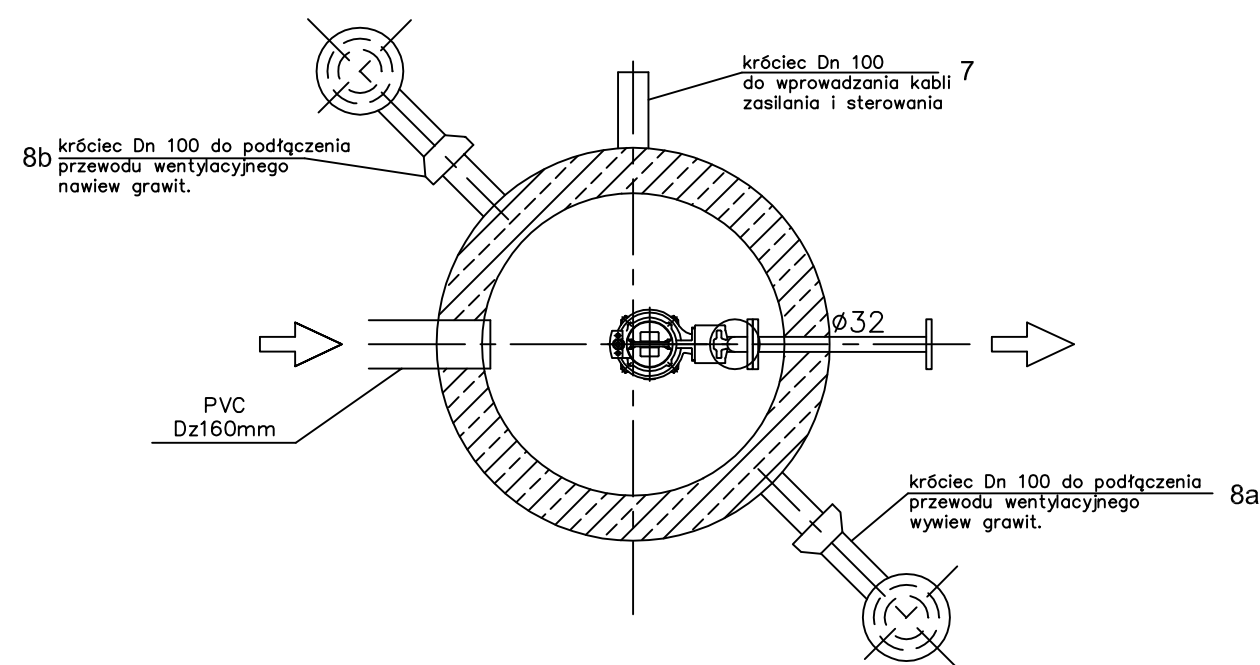 króciec Dn 100
do wprowadzania kabli
zasilania i sterowania
7
8b
króciec Dn 100 do podłączenia
przewodu wentylacyjnego
nawiew grawit.
ø32
PVC
Dz160mm
króciec Dn 100 do podłączenia
przewodu wentylacyjnego
wywiew grawit.
8a